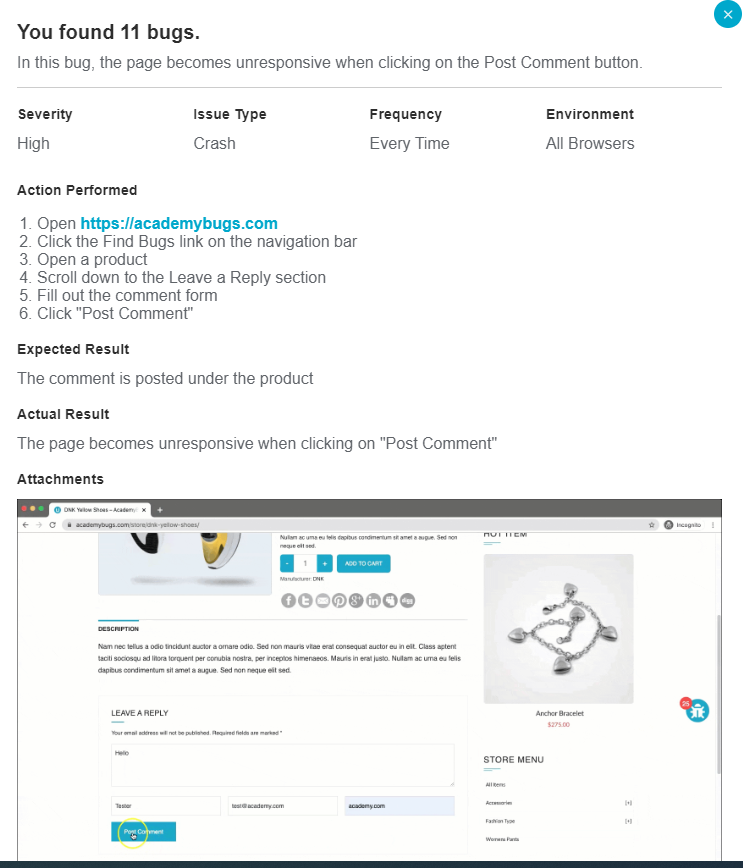 You found 11 bugs.
In this bug, the page becomes unresponsive when clicking on the Post Comment button.
Severity Issue Type Frequency Environment
High Crash Every Time All Browsers
Action Performed
1. Open https://academybugs.com
2. Click the Find Bugs link on the navigation bar
3. Open a product
4. Scroll down to the Leave a Reply section
5. Fill out the comment form
6. Click "Post Comment"
Expected Result
The comment is posted under the product
Actual Result
The page becomes unresponsive when clicking on "Post Comment"
Attachments
DNK Yellow Shoes – Academy
academybugs.com/store/dnk-yellow-shoes/
Incognito
Nullam ac urna eu felis dapibus condimentum sit amet a augue. Sed non
neque elit sed.
- 1 + ADD TO CART
Manufacturer: DNK
DESCRIPTION
Nam nec tellus a odio tincidunt auctor a ornare odio. Sed non mauris vitae erat consequat auctor eu in elit. Class aptent
taciti sociosqu ad litora torquent per conubia nostra, per inceptos himenaeos. Mauris in erat justo. Nullam ac urna eu felis
dapibus condimentum sit amet a augue. Sed non neque elit sed.
LEAVE A REPLY
Your email address will not be published. Required fields are marked *
Hello
Tester test@academy.com academy.com
Post Comment
HOT ITEM
Anchor Bracelet
$275.00
25
STORE MENU
All Items
Accessories [+]
Fashion Type [+]
Womens Pants